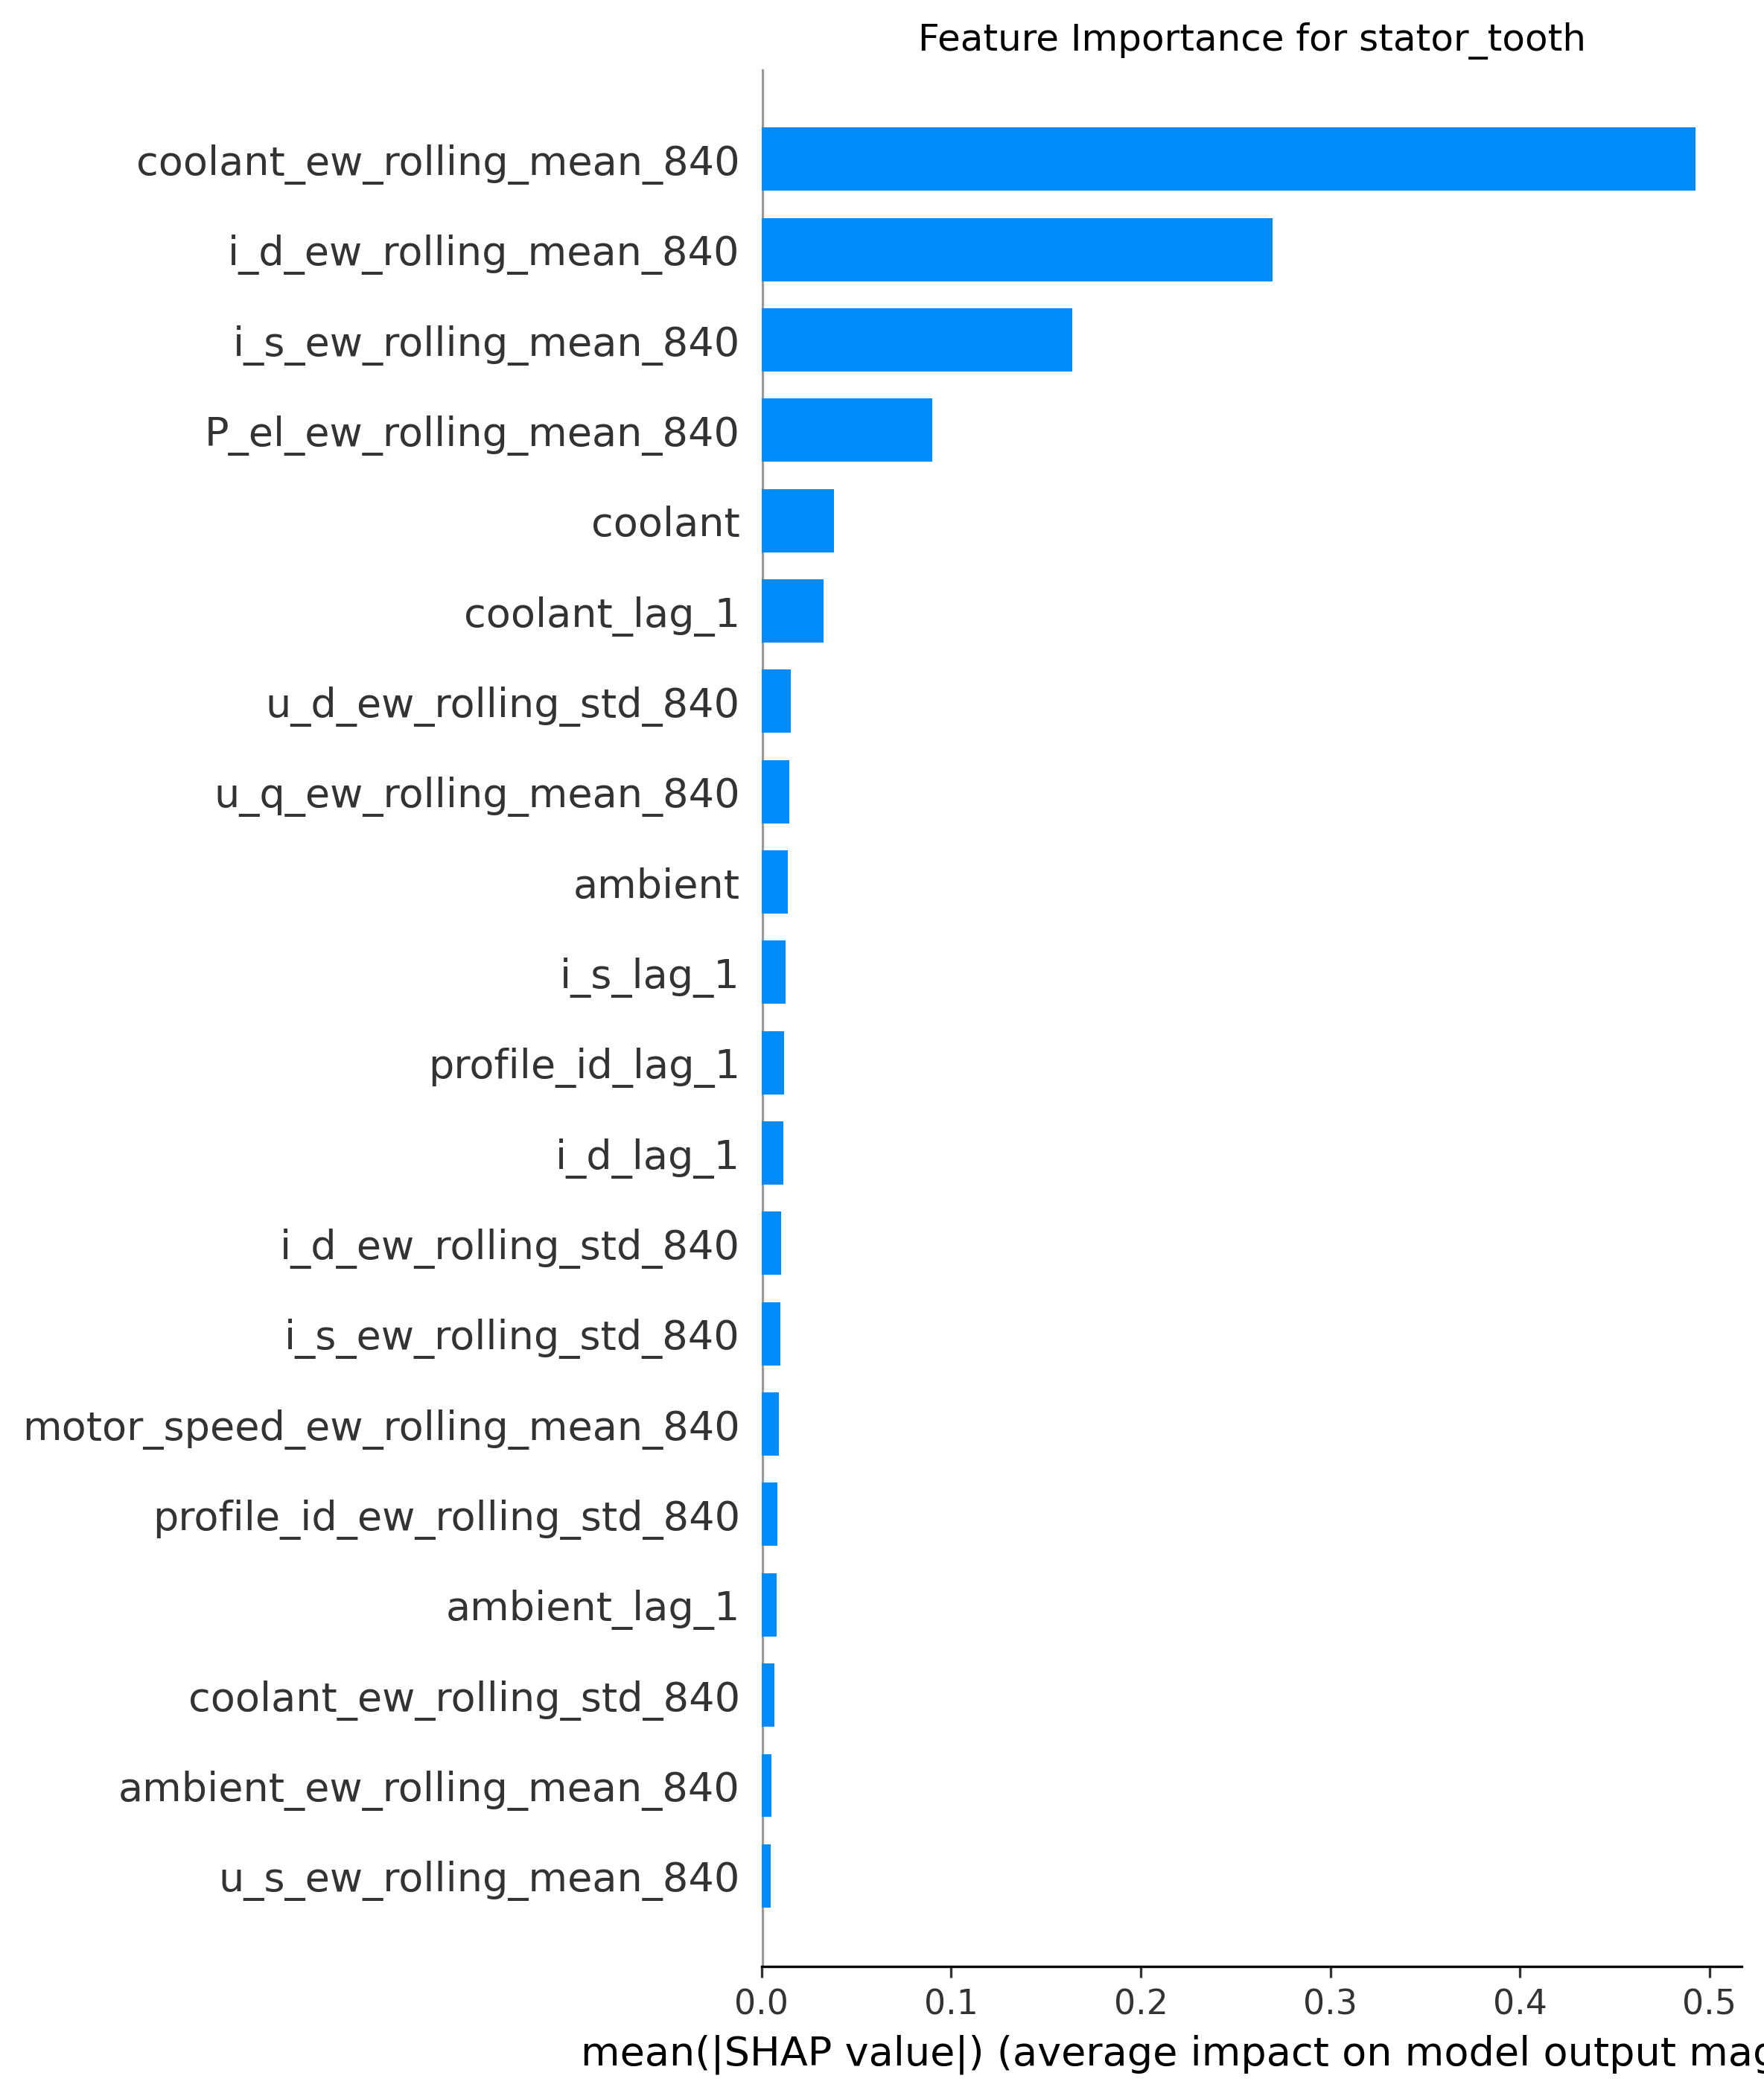 Feature Importance for stator_tooth
coolant_ew_rolling_mean_840
i_d_ew_rolling_mean_840
i_s_ew_rolling_mean_840
P_el_ew_rolling_mean_840
coolant
coolant_lag_1
u_d_ew_rolling_std_840
u_q_ew_rolling_mean_840
ambient
i_s_lag_1
profile_id_lag_1
i_d_lag_1
i_d_ew_rolling_std_840
i_s_ew_rolling_std_840
motor_speed_ew_rolling_mean_840
profile_id_ew_rolling_std_840
ambient_lag_1
coolant_ew_rolling_std_840
ambient_ew_rolling_mean_840
u_s_ew_rolling_mean_840
0.0 0.1 0.2 0.3 0.4 0.5
mean(|SHAP value|) (average impact on model output mag